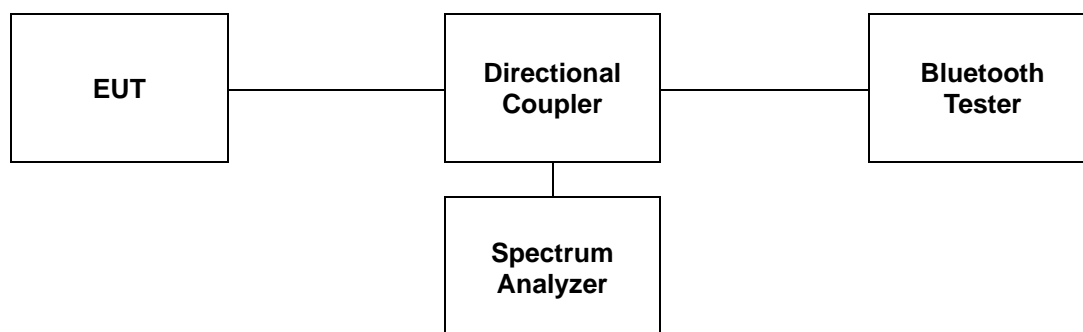 EUT
Directional
Coupler
Bluetooth
Tester
Spectrum
Analyzer